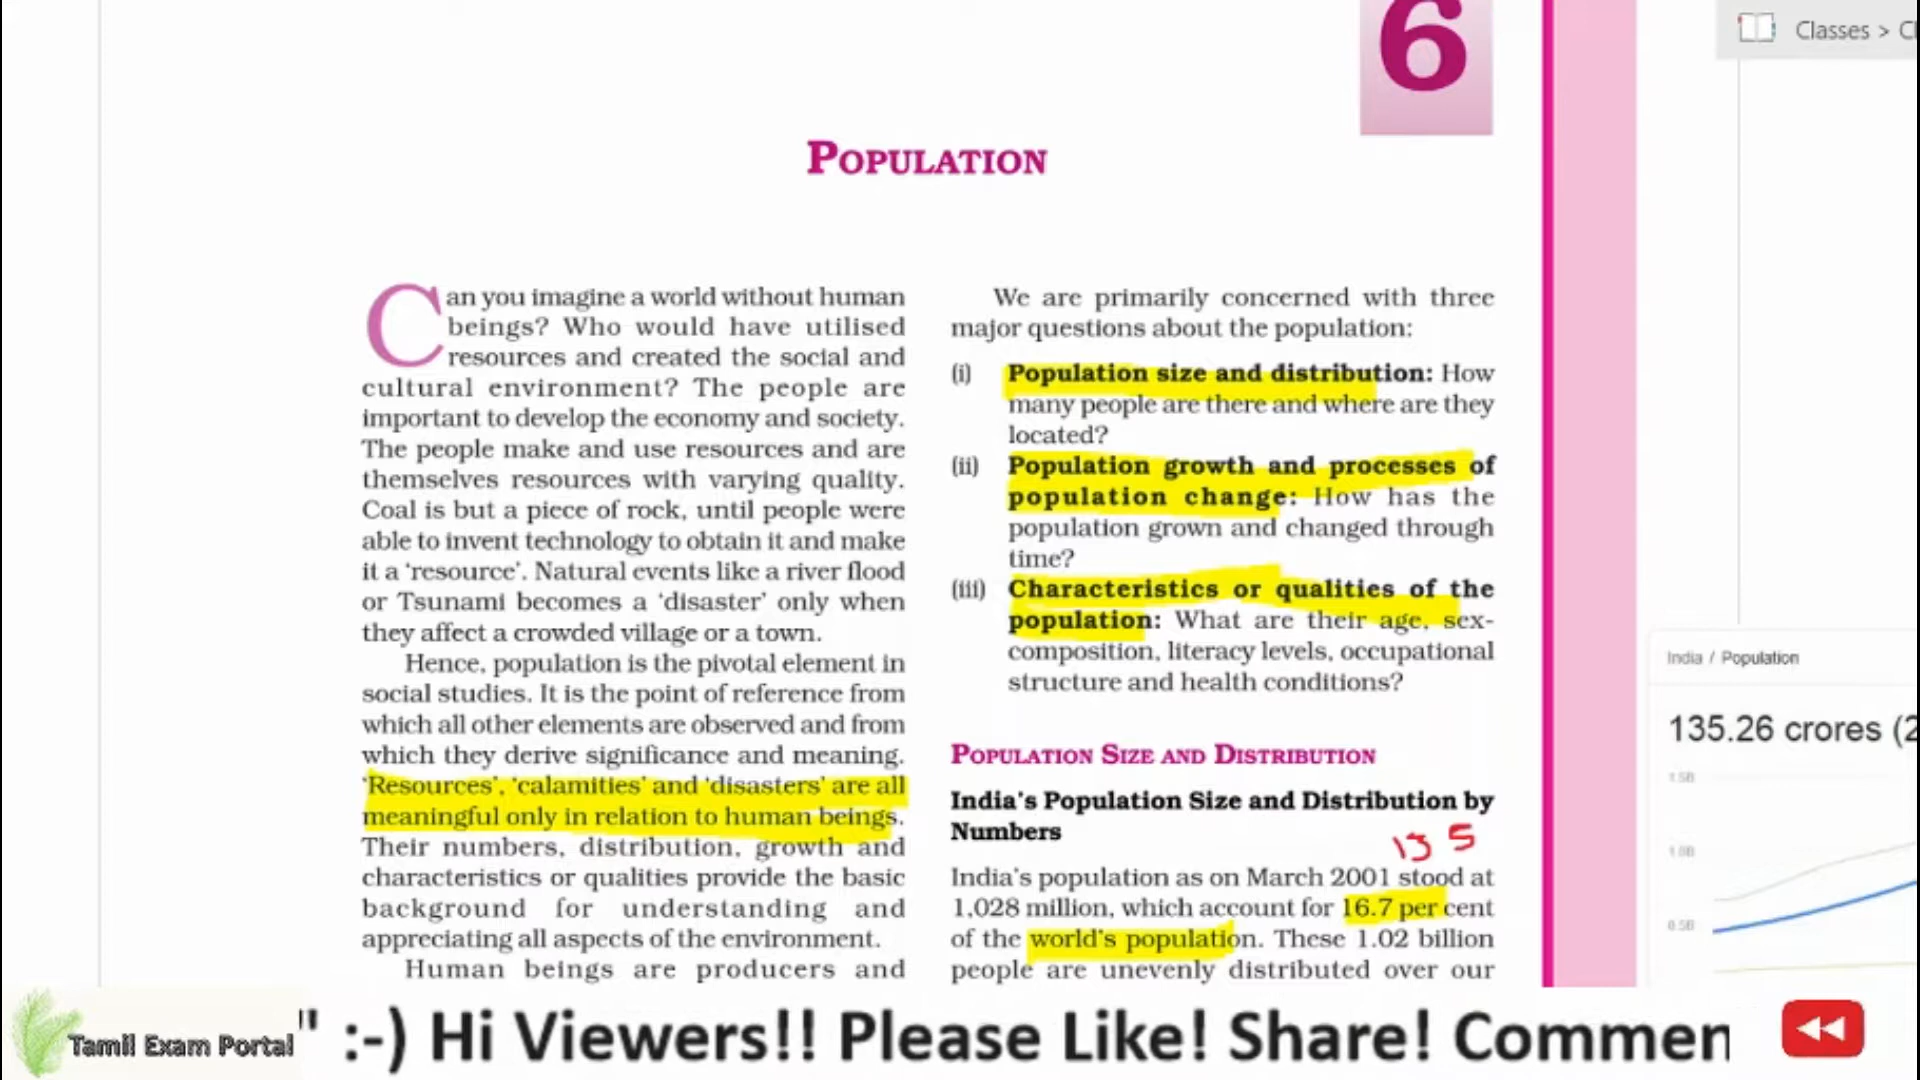 6
Classes >
POPULATION
Can you imagine a world without human
beings? Who would have utilised
resources and created the social and
cultural environment? The people are
important to develop the economy and society.
The people make and use resources and are
themselves resources with varying quality.
Coal is but a piece of rock, until people were
able to invent technology to obtain it and make
it a ‘resource’. Natural events like a river flood
or Tsunami becomes a ‘disaster’ only when
they affect a crowded village or a town.
Hence, population is the pivotal element in
social studies. It is the point of reference from
which all other elements are observed and from
which they derive significance and meaning.
‘Resources’, ‘calamities’ and ‘disasters’ are all
meaningful only in relation to human beings.
Their numbers, distribution, growth and
characteristics or qualities provide the basic
background for understanding and
appreciating all aspects of the environment.
Human beings are producers and
We are primarily concerned with three
major questions about the population:
(i) Population size and distribution: How
many people are there and where are they
located?
(ii) Population growth and processes of
population change: How has the
population grown and changed through
time?
(iii) Characteristics or qualities of the
population: What are their age, sex-
composition, literacy levels, occupational
structure and health conditions?
POPULATION SIZE AND DISTRIBUTION
India’s Population Size and Distribution by
Numbers
13 5
India’s population as on March 2001 stood at
1,028 million, which account for 16.7 per cent
of the world’s population. These 1.02 billion
people are unevenly distributed over our
India / Population
135.26 crores (2
1.5B
1.0B
0.5B
Tamil Exam Portal
" :-) Hi Viewers!! Please Like! Share! Commen